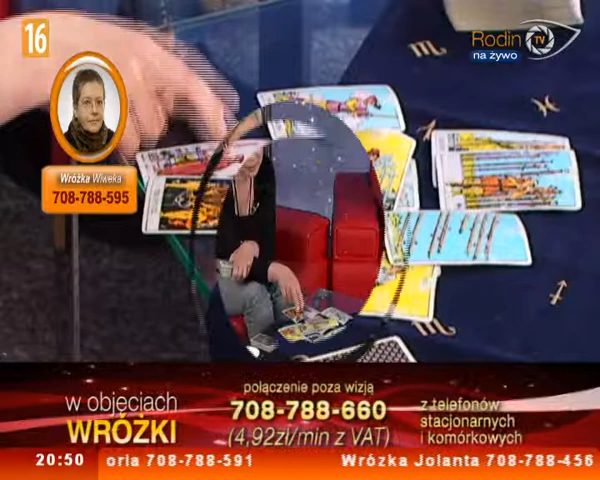 16
Rodin TV
na żywo
Wróżka Wiweka
708-788-595
w objęciach
WRÓŻKI
połączenie poza wizją
708-788-660
(4,92zł/min z VAT)
z telefonów
stacjonarnych
i komórkowych
20:50 oria 708-788-591 Wróżka Jolanta 708-788-456